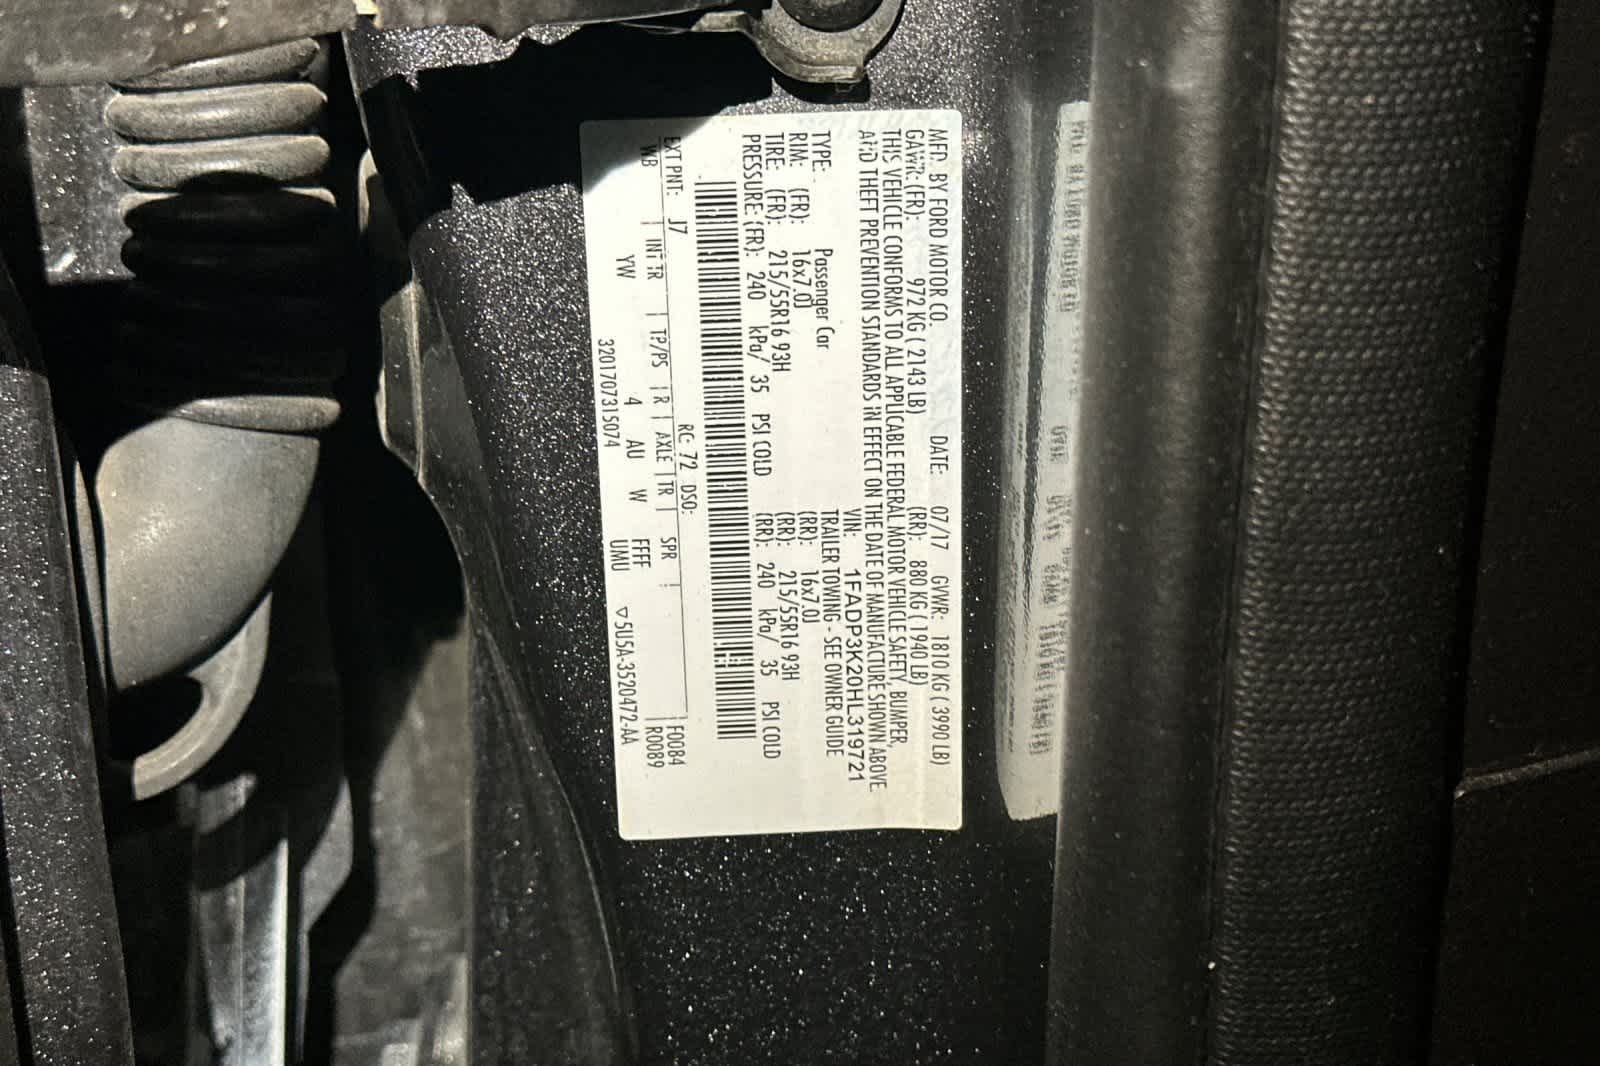 MFD. BY FORD MOTOR CO. DATE: 07/17 GVWR: 1810 KG ( 3990 LB)
GAWR: (FR): 972 KG ( 2143 LB) (RR): 880 KG ( 1940 LB)
THIS VEHICLE CONFORMS TO ALL APPLICABLE FEDERAL MOTOR VEHICLE SAFETY, BUMPER,
AND THEFT PREVENTION STANDARDS IN EFFECT ON THE DATE OF MANUFACTURE SHOWN ABOVE
VIN: 1FADP3K20HL319721
TYPE: Passenger Car TRAILER TOWING - SEE OWNER GUIDE
RIM: (FR): 16x7.0J (RR): 16x7.0J
TIRE: (FR): 215/55R16 93H (RR): 215/55R16 93H
PRESSURE:(FR): 240 kPa/ 35 PSI COLD (RR): 240 kPa/ 35 PSI COLD
RC: 72 DSO:
EXT PNT: J7 F0084
WB INT TR TP/PS R AXLE TR SPR R0089
YW 4 AU W FFFF
3201707315074 UMU ▽5U5A-3520472-AA